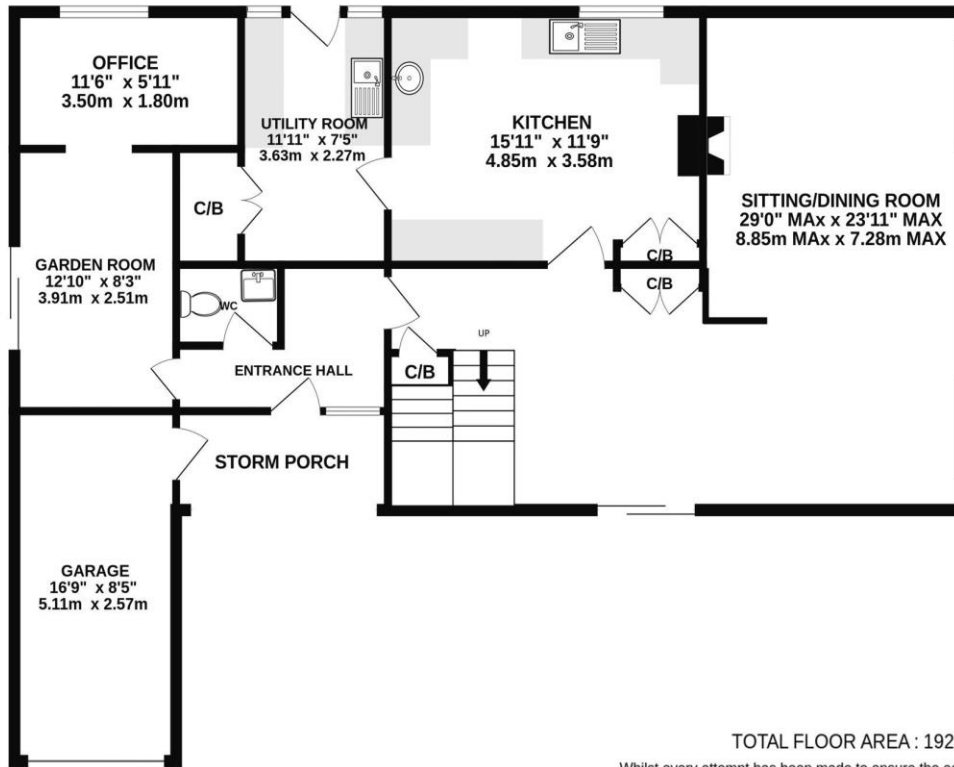 OFFICE
11'6" x 5'11"
3.50m x 1.80m
UTILITY ROOM
11'11" x 7'5"
3.63m x 2.27m
KITCHEN
15'11" x 11'9"
4.85m x 3.58m
SITTING/DINING ROOM
29'0" MAx x 23'11" MAX
8.85m MAx x 7.28m MAX
C/B
GARDEN ROOM
12'10" x 8'3"
3.91m x 2.51m
C/B
C/B
WC
UP
ENTRANCE HALL
C/B
STORM PORCH
GARAGE
16'9" x 8'5"
5.11m x 2.57m
TOTAL FLOOR AREA : 192